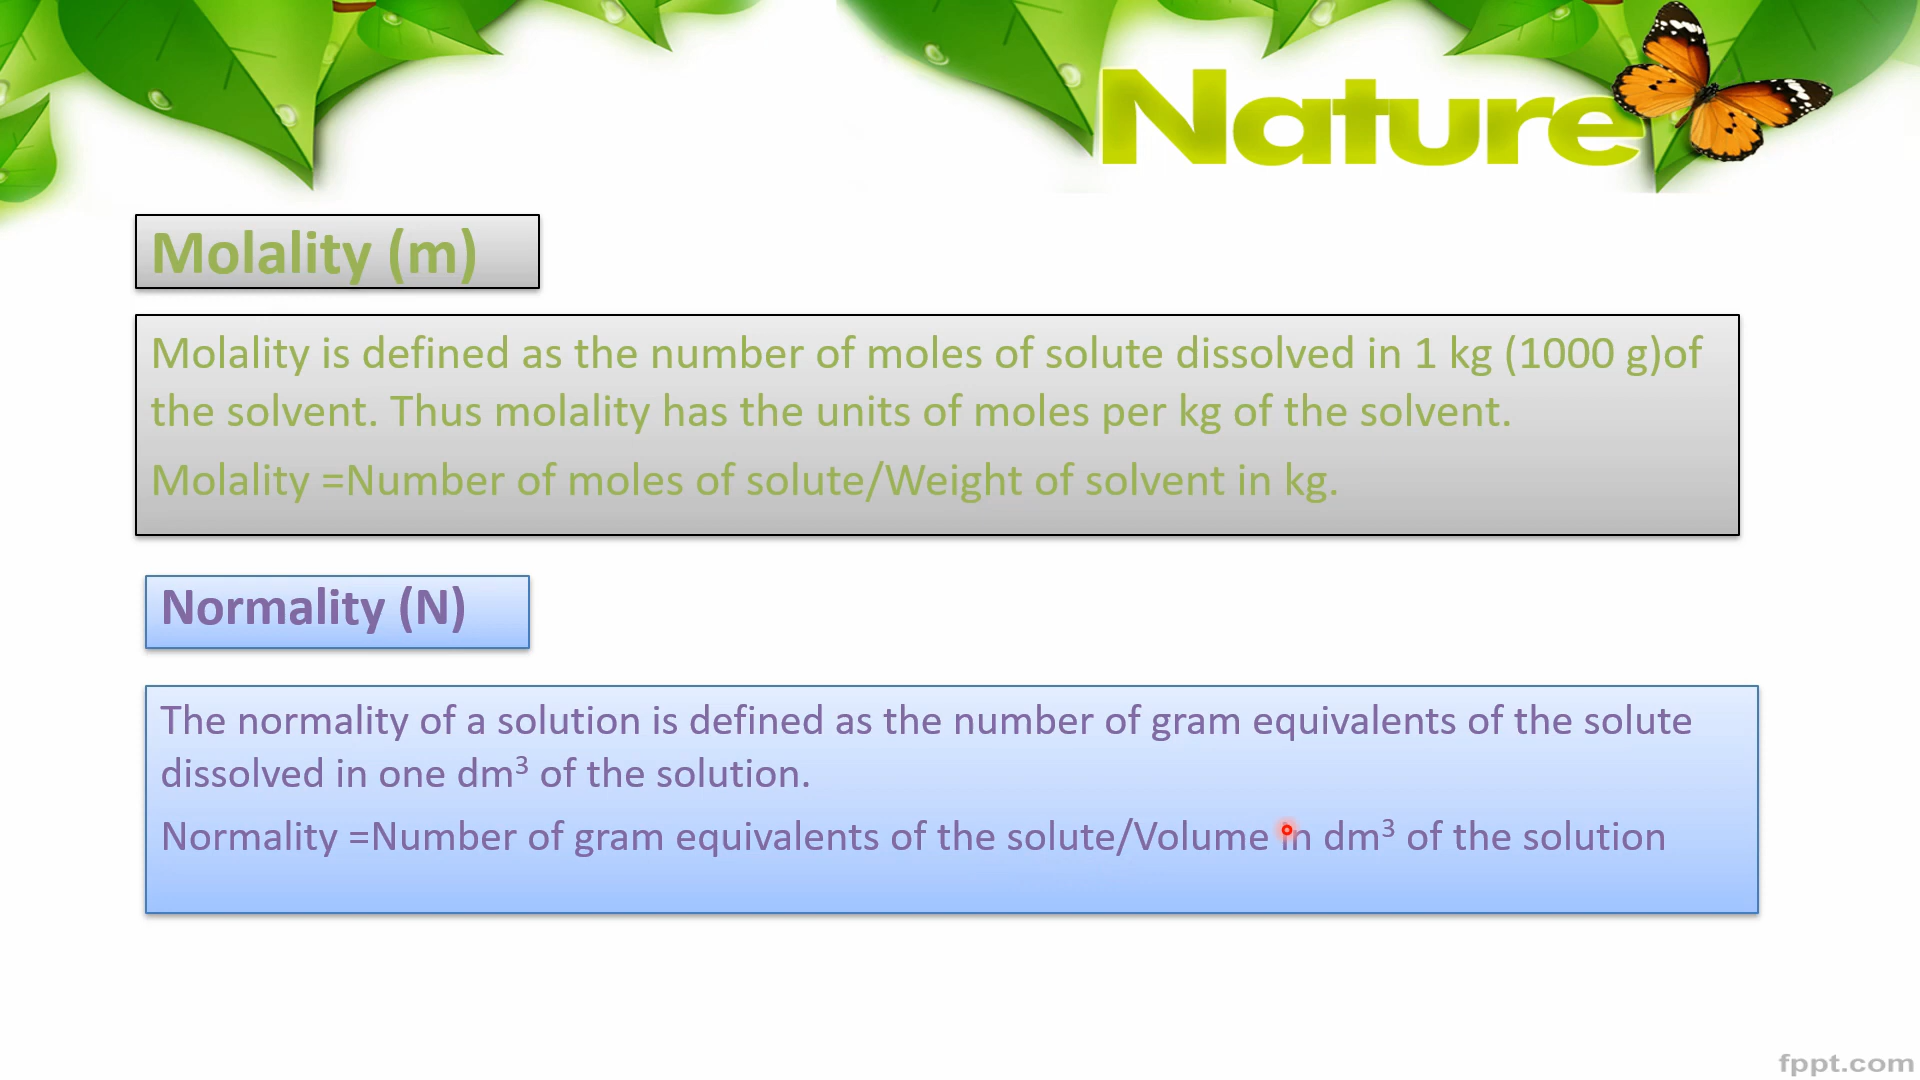 Nature
Molality (m)
Molality is defined as the number of moles of solute dissolved in 1 kg (1000 g)of
the solvent. Thus molality has the units of moles per kg of the solvent.
Molality =Number of moles of solute/Weight of solvent in kg.
Normality (N)
The normality of a solution is defined as the number of gram equivalents of the solute
dissolved in one dm³ of the solution.
Normality =Number of gram equivalents of the solute/Volume in dm³ of the solution
fppt.com